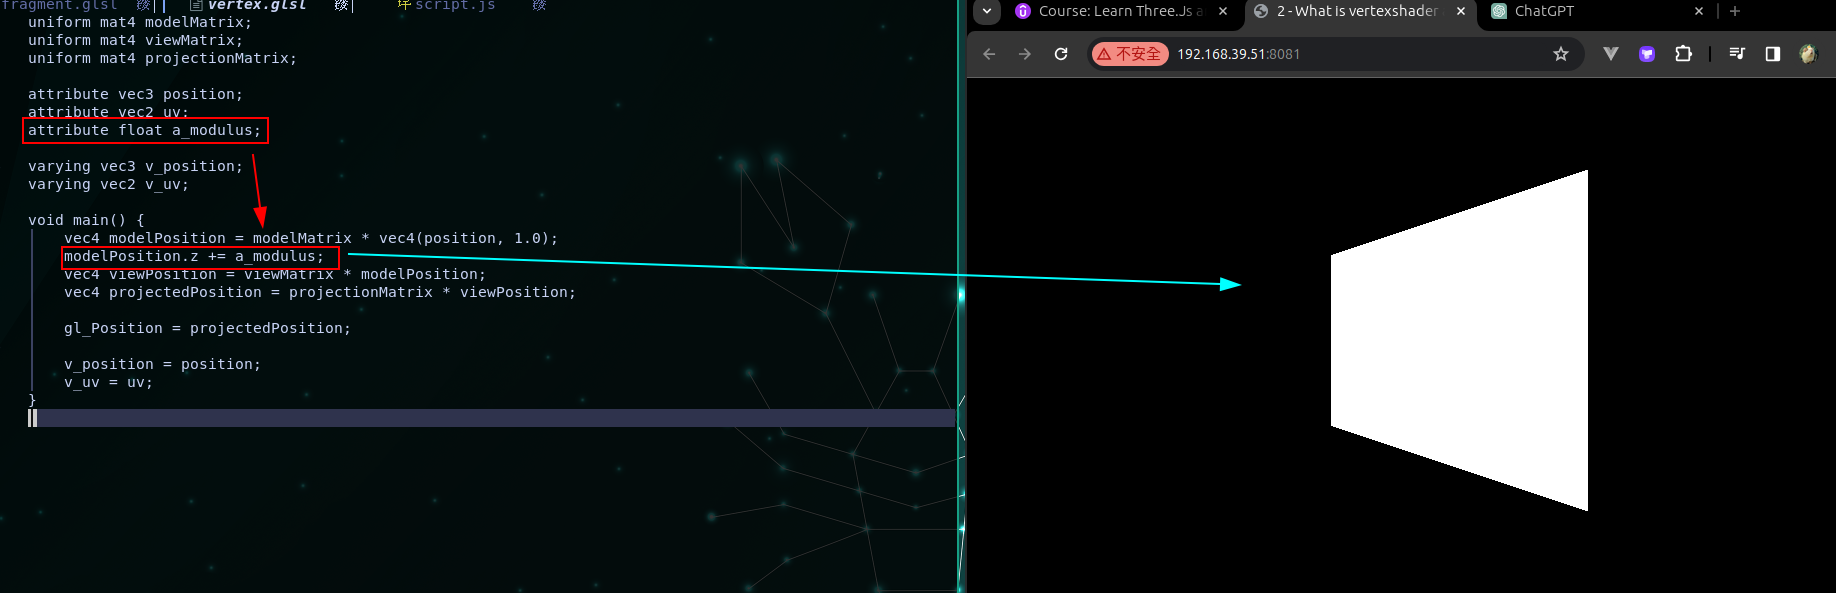 fragment.glsl vertex.glsl script.js
uniform mat4 modelMatrix;
uniform mat4 viewMatrix;
uniform mat4 projectionMatrix;
attribute vec3 position;
attribute vec2 uv;
attribute float a_modulus;
varying vec3 v_position;
varying vec2 v_uv;
void main() {
vec4 modelPosition = modelMatrix * vec4(position, 1.0);
modelPosition.z += a_modulus;
vec4 viewPosition = viewMatrix * modelPosition;
vec4 projectedPosition = projectionMatrix * viewPosition;
gl_Position = projectedPosition;
v_position = position;
v_uv = uv;
}
Course: Learn Three.Js a
2 - What is vertexshader
ChatGPT
不安全 192.168.39.51:8081